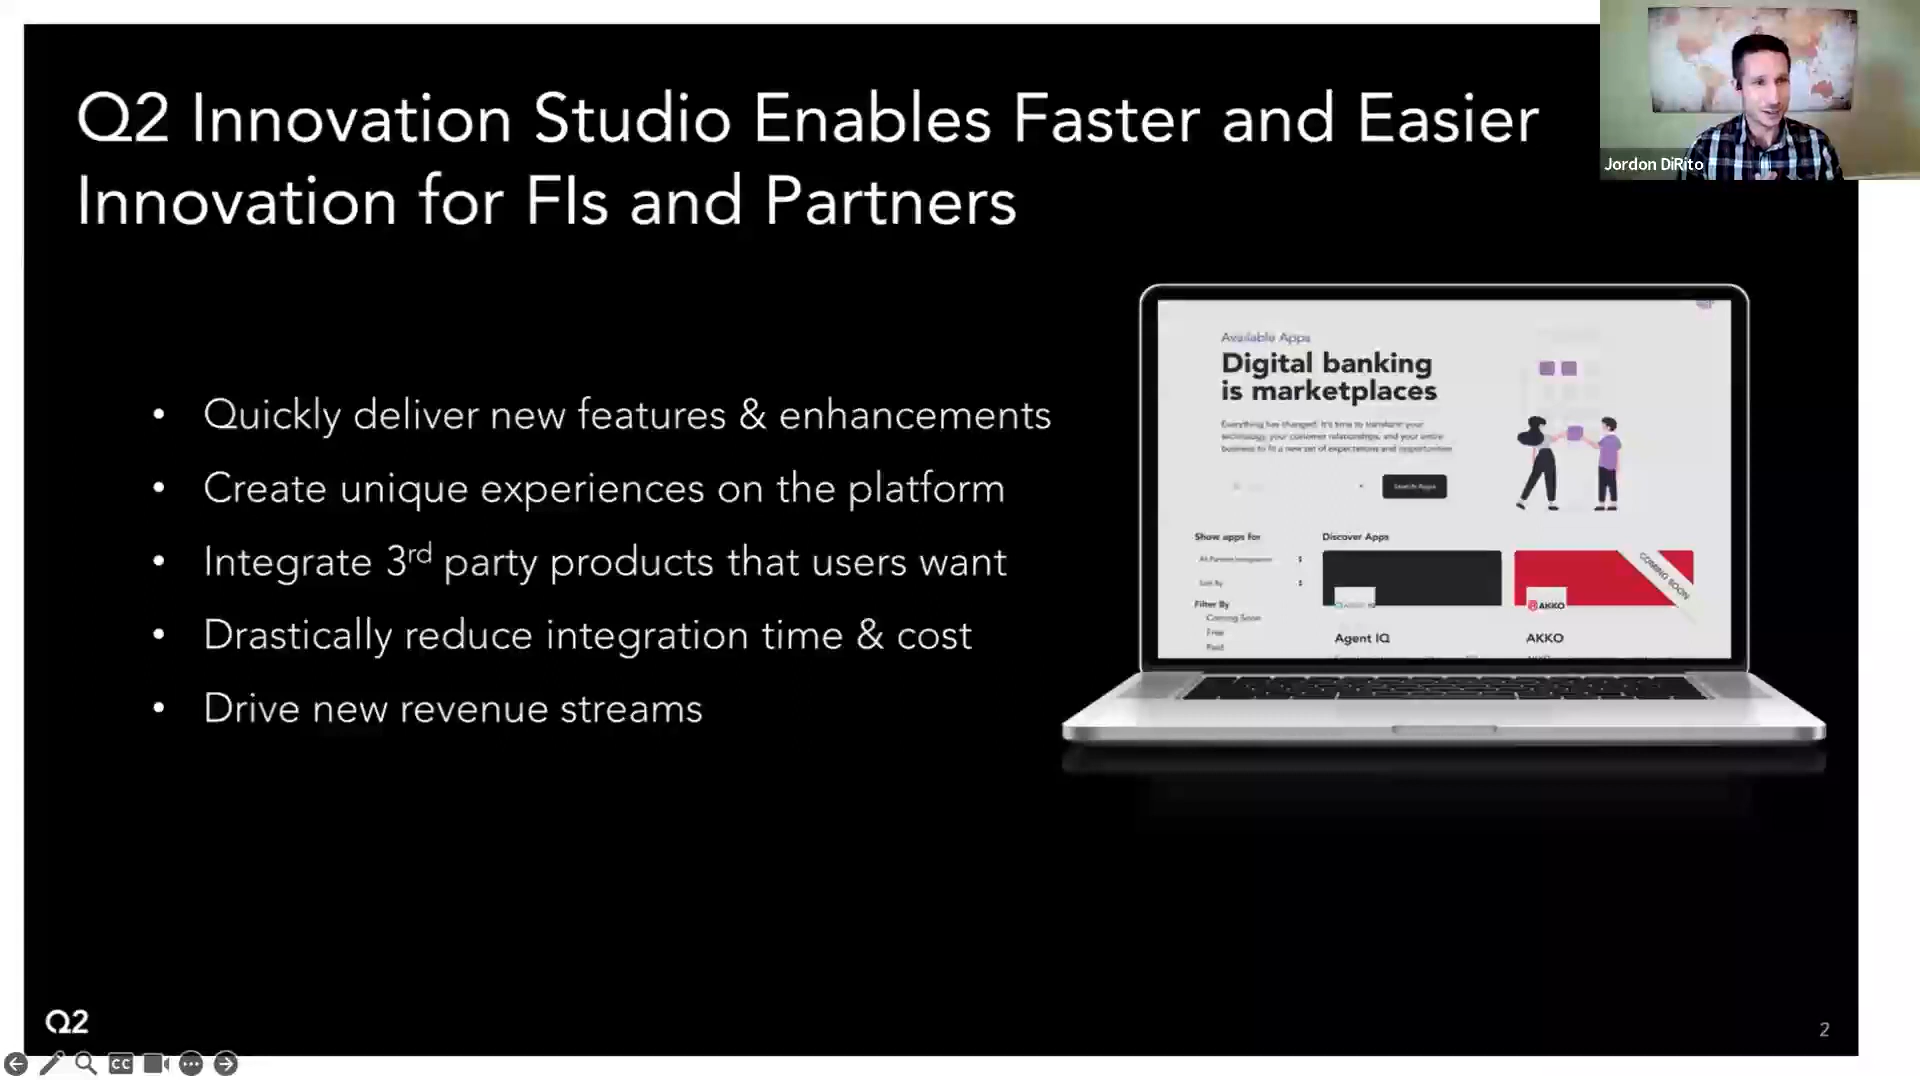 Q2 Innovation Studio Enables Faster and Easier
Innovation for FIs and Partners
Jordon DiRito
• Quickly deliver new features & enhancements
• Create unique experiences on the platform
• Integrate 3rd party products that users want
• Drastically reduce integration time & cost
• Drive new revenue streams
Available Apps
Digital banking
is marketplaces
Everything has changed. It's time to transform your
technology, your customer relationships, and your entire
business to fit a new set of expectations and opportunities
Search Apps
Show apps for
Sort By
Filter By
Coming Soon
Free
Paid
Discover Apps
COMING SOON
AKKO
Agent IQ
AKKO
Q2
2
CC